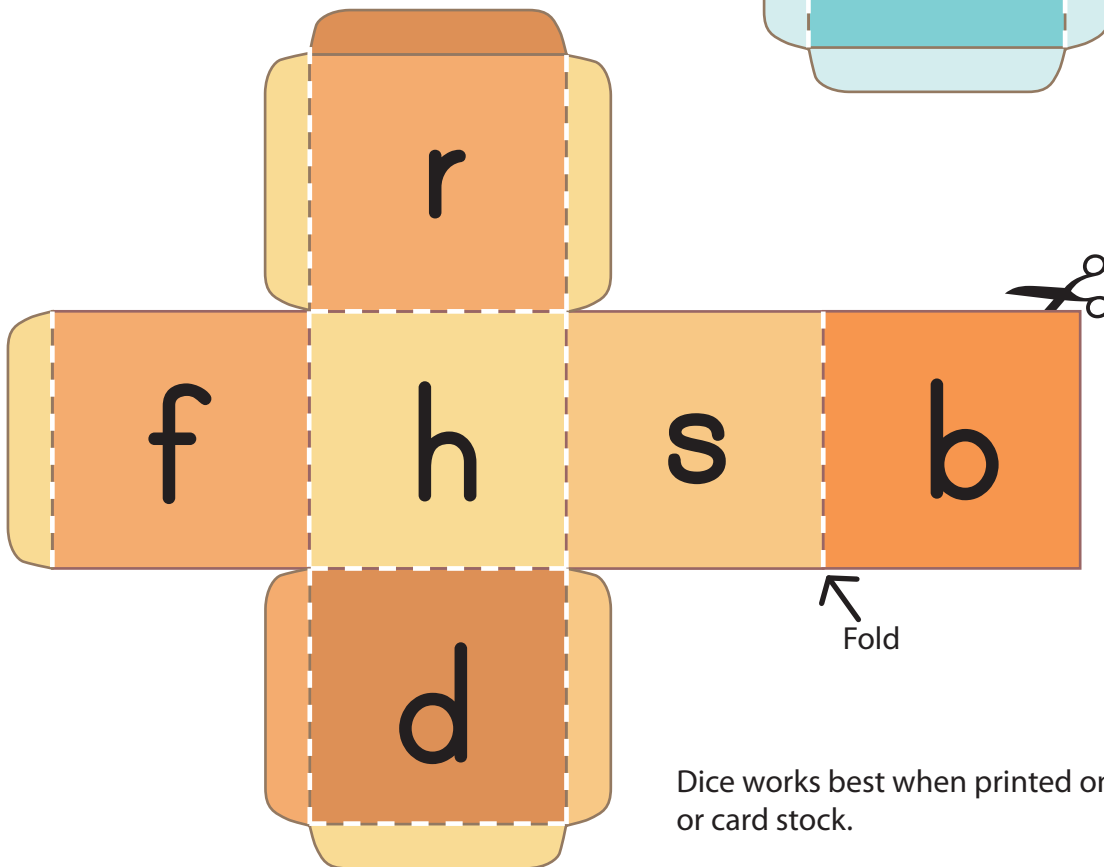 r
f h s b
Fold
d
Dice works best when printed on
or card stock.